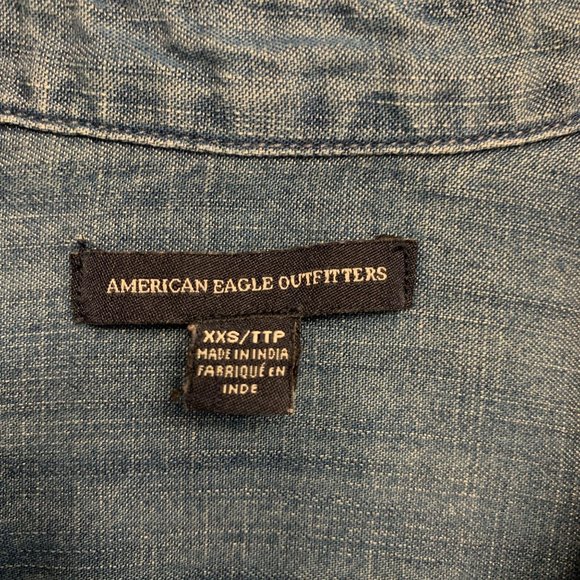 AMERICAN EAGLE OUTFITTERS
XXS/TTP
MADE IN INDIA
FABRIQUÉ EN
INDE